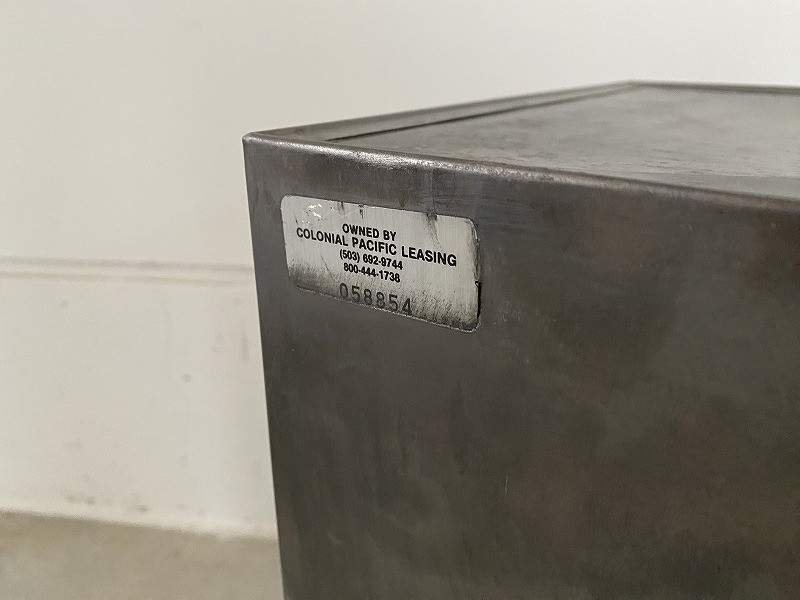 OWNED BY
COLONIAL PACIFIC LEASING
(503) 692-9744
800-444-1738
058854